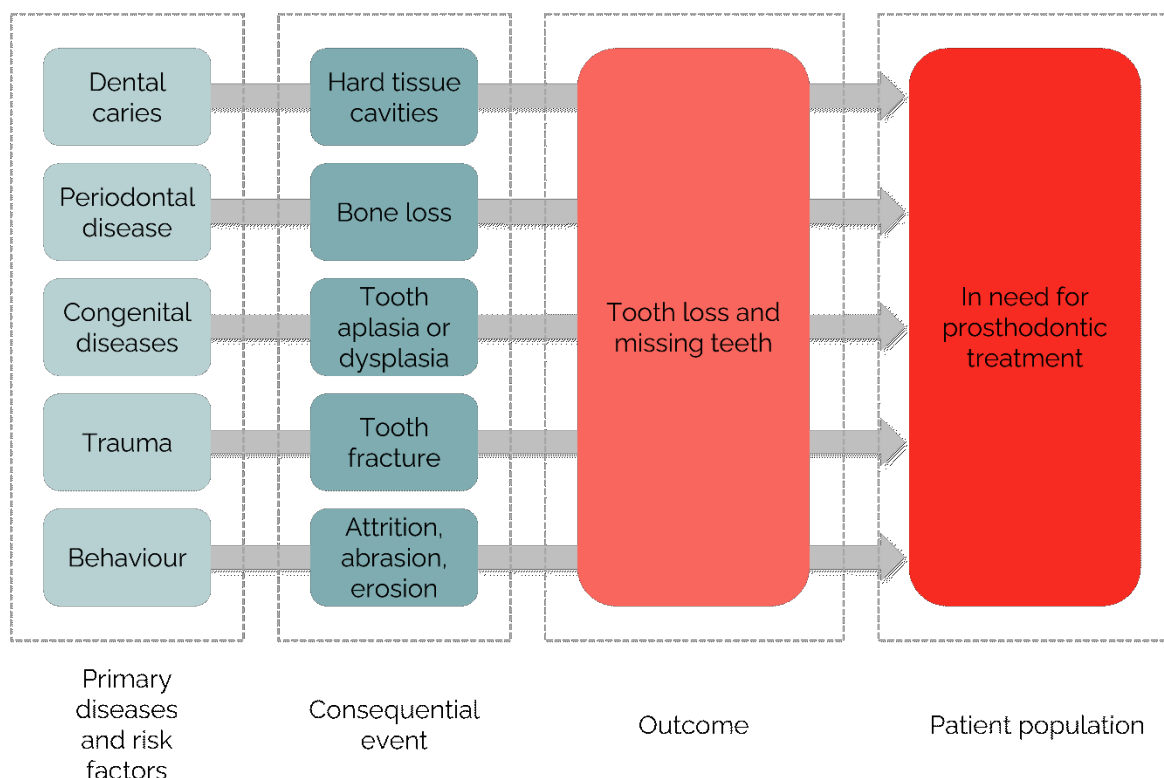 Dental
caries
Hard tissue
cavities
Periodontal
disease
Bone loss
Congenital
diseases
Tooth
aplasia or
dysplasia
Tooth loss and
missing teeth
In need for
prosthodontic
treatment
Trauma
Tooth
fracture
Behaviour
Attrition,
abrasion,
erosion
Primary
diseases
and risk
factors
Consequential
event
Outcome
Patient population